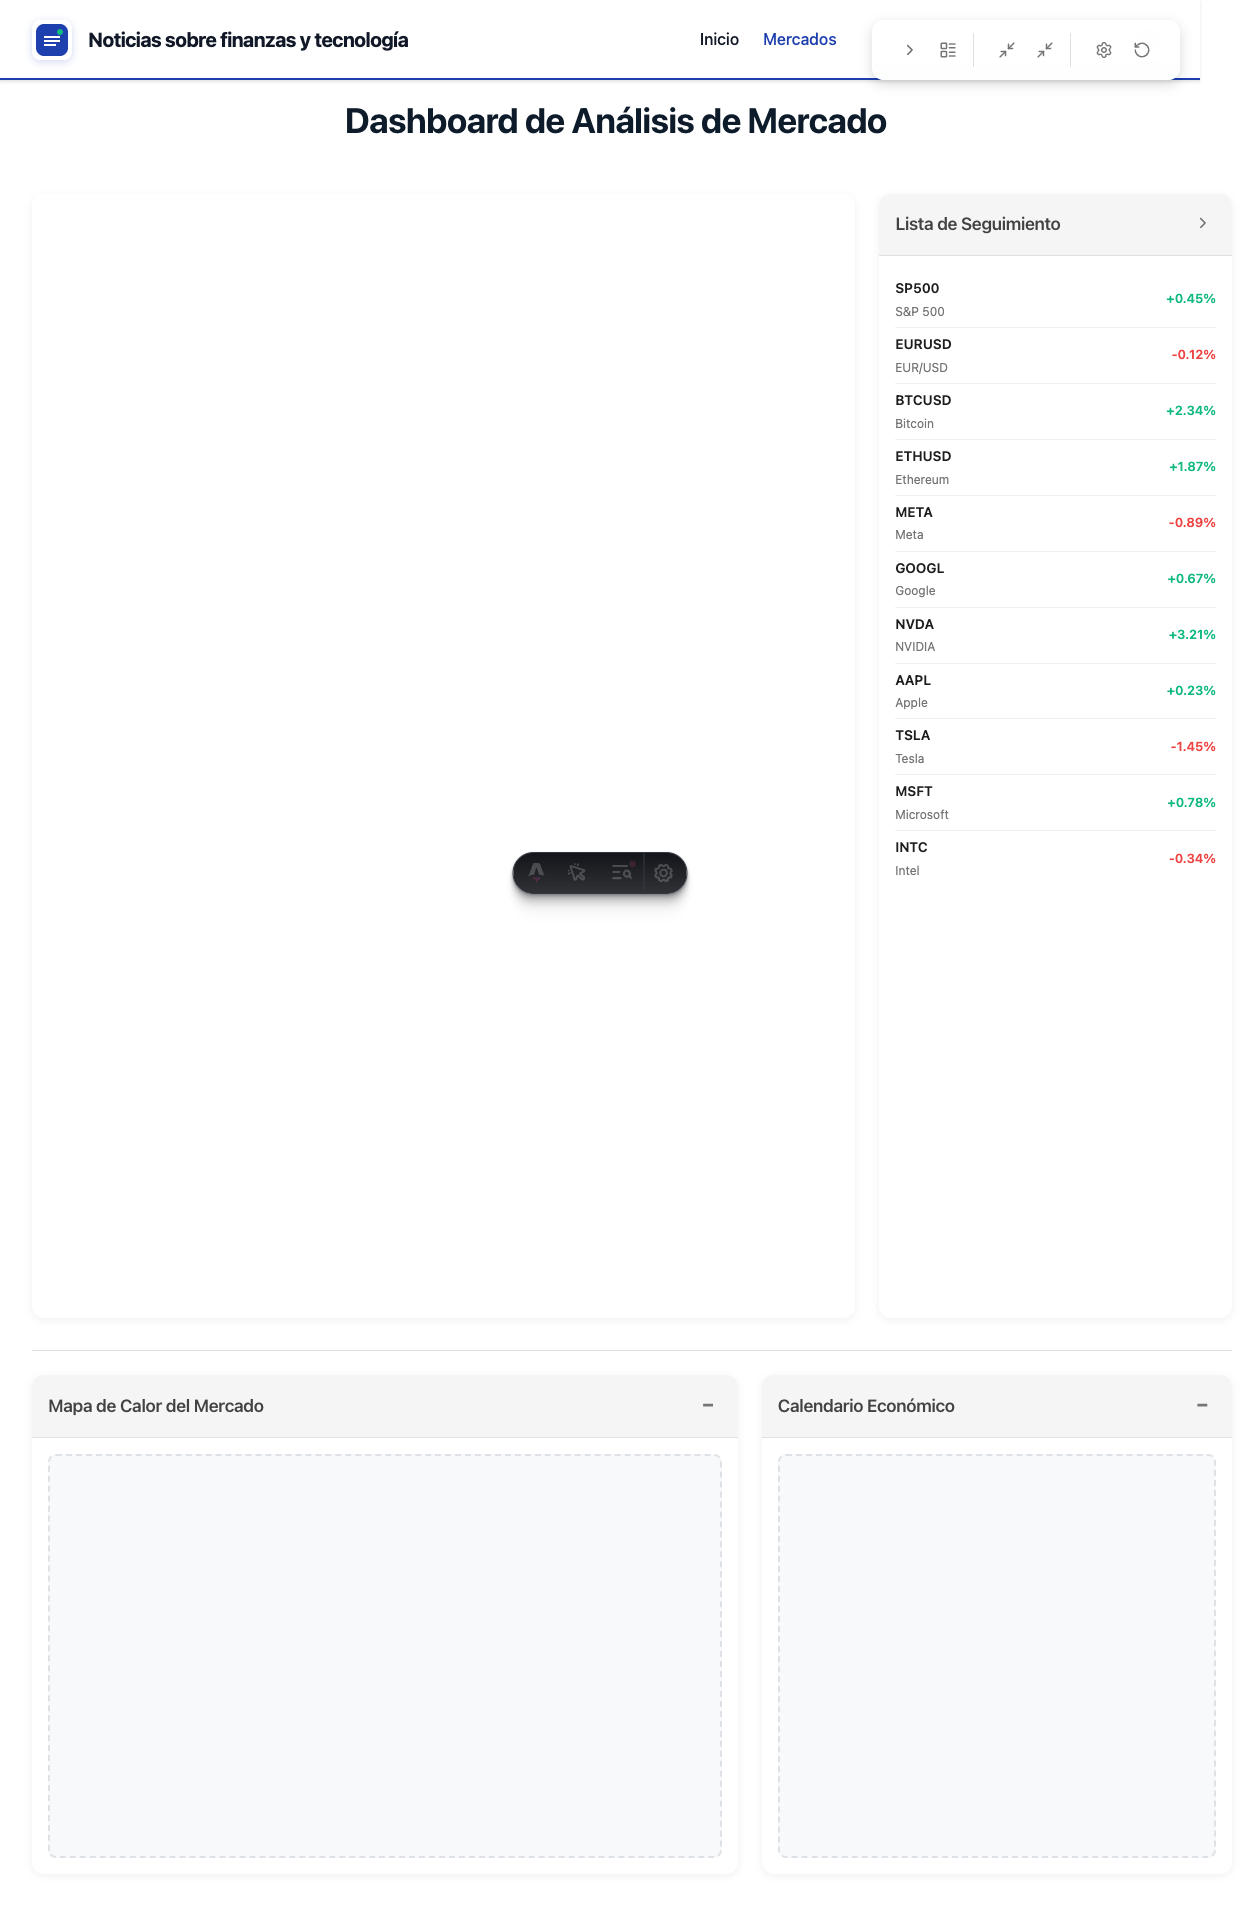 Noticias sobre finanzas y tecnología
Inicio
Mercados
Dashboard de Análisis de Mercado
Lista de Seguimiento
SP500
S&P 500
+0.45%
EURUSD
EUR/USD
-0.12%
BTCUSD
Bitcoin
+2.34%
ETHUSD
Ethereum
+1.87%
META
Meta
-0.89%
GOOGL
Google
+0.67%
NVDA
NVIDIA
+3.21%
AAPL
Apple
+0.23%
TSLA
Tesla
-1.45%
MSFT
Microsoft
+0.78%
INTC
Intel
-0.34%
Mapa de Calor del Mercado
Calendario Económico